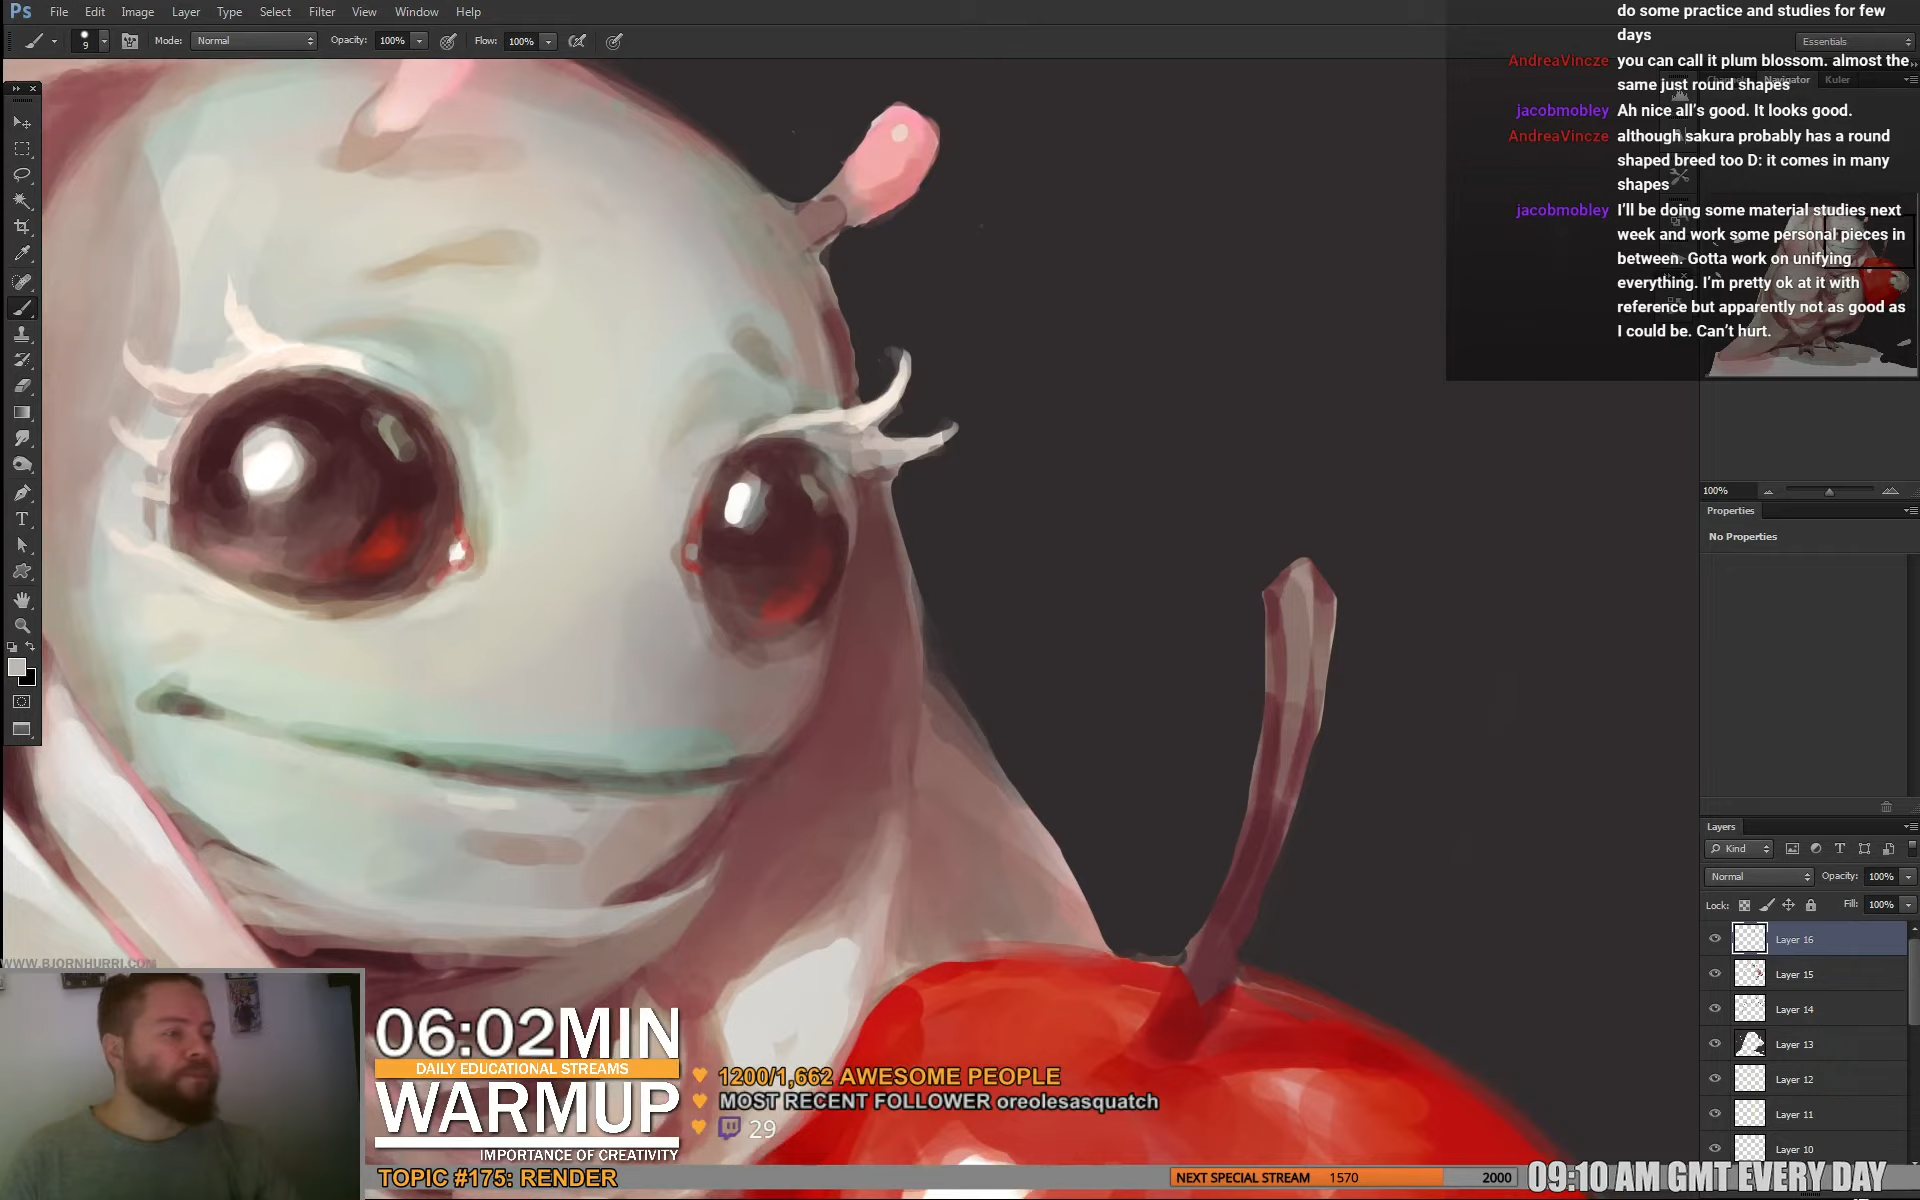 Ps File Edit Image Layer Type Select Filter View Window Help
9 Mode: Normal Opacity: 100% Flow: 100%
Essentials
do some practice and studies for few
days
AndreaVincze you can call it plum blossom. almost the
same just round shapes
Navigator Kuler
jacobmobley Ah nice all's good. It looks good.
AndreaVincze although sakura probably has a round
shaped breed too D: it comes in many
shapes
jacobmobley I'll be doing some material studies next
week and work some personal pieces in
between. Gotta work on unifying
everything. I'm pretty ok at it with
reference but apparently not as good as
I could be. Can't hurt.
100%
Properties
No Properties
Layers
Kind
Normal Opacity: 100%
Lock: Fill: 100%
Layer 16
Layer 15
Layer 14
Layer 13
Layer 12
Layer 11
Layer 10
WWW.BJORNHURRI.COM
06:02MIN
DAILY EDUCATIONAL STREAMS
WARMUP
IMPORTANCE OF CREATIVITY
1200/1,662 AWESOME PEOPLE
MOST RECENT FOLLOWER oreolesasquatch
29
TOPIC #175: RENDER
NEXT SPECIAL STREAM 1570 2000
09:10 AM GMT EVERY DAY